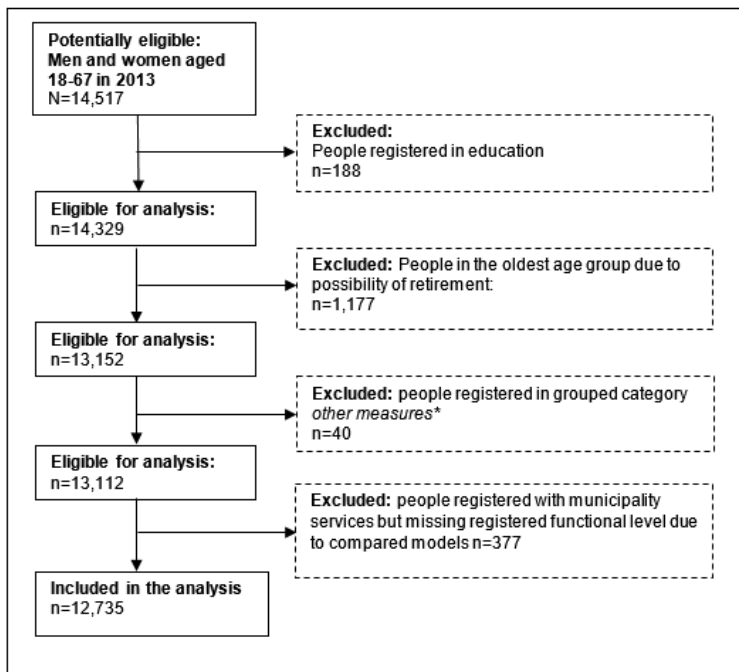 Potentially eligible:
Men and women aged
18-67 in 2013
N=14,517
Excluded:
People registered in education
n=188
Eligible for analysis:
n=14,329
Excluded: People in the oldest age group due to
possibility of retirement:
n=1,177
Eligible for analysis:
n=13,152
Excluded: people registered in grouped category
other measures*
n=40
Eligible for analysis:
n=13,112
Excluded: people registered with municipality
services but missing registered functional level due
to compared models n=377
Included in the analysis
n=12,735